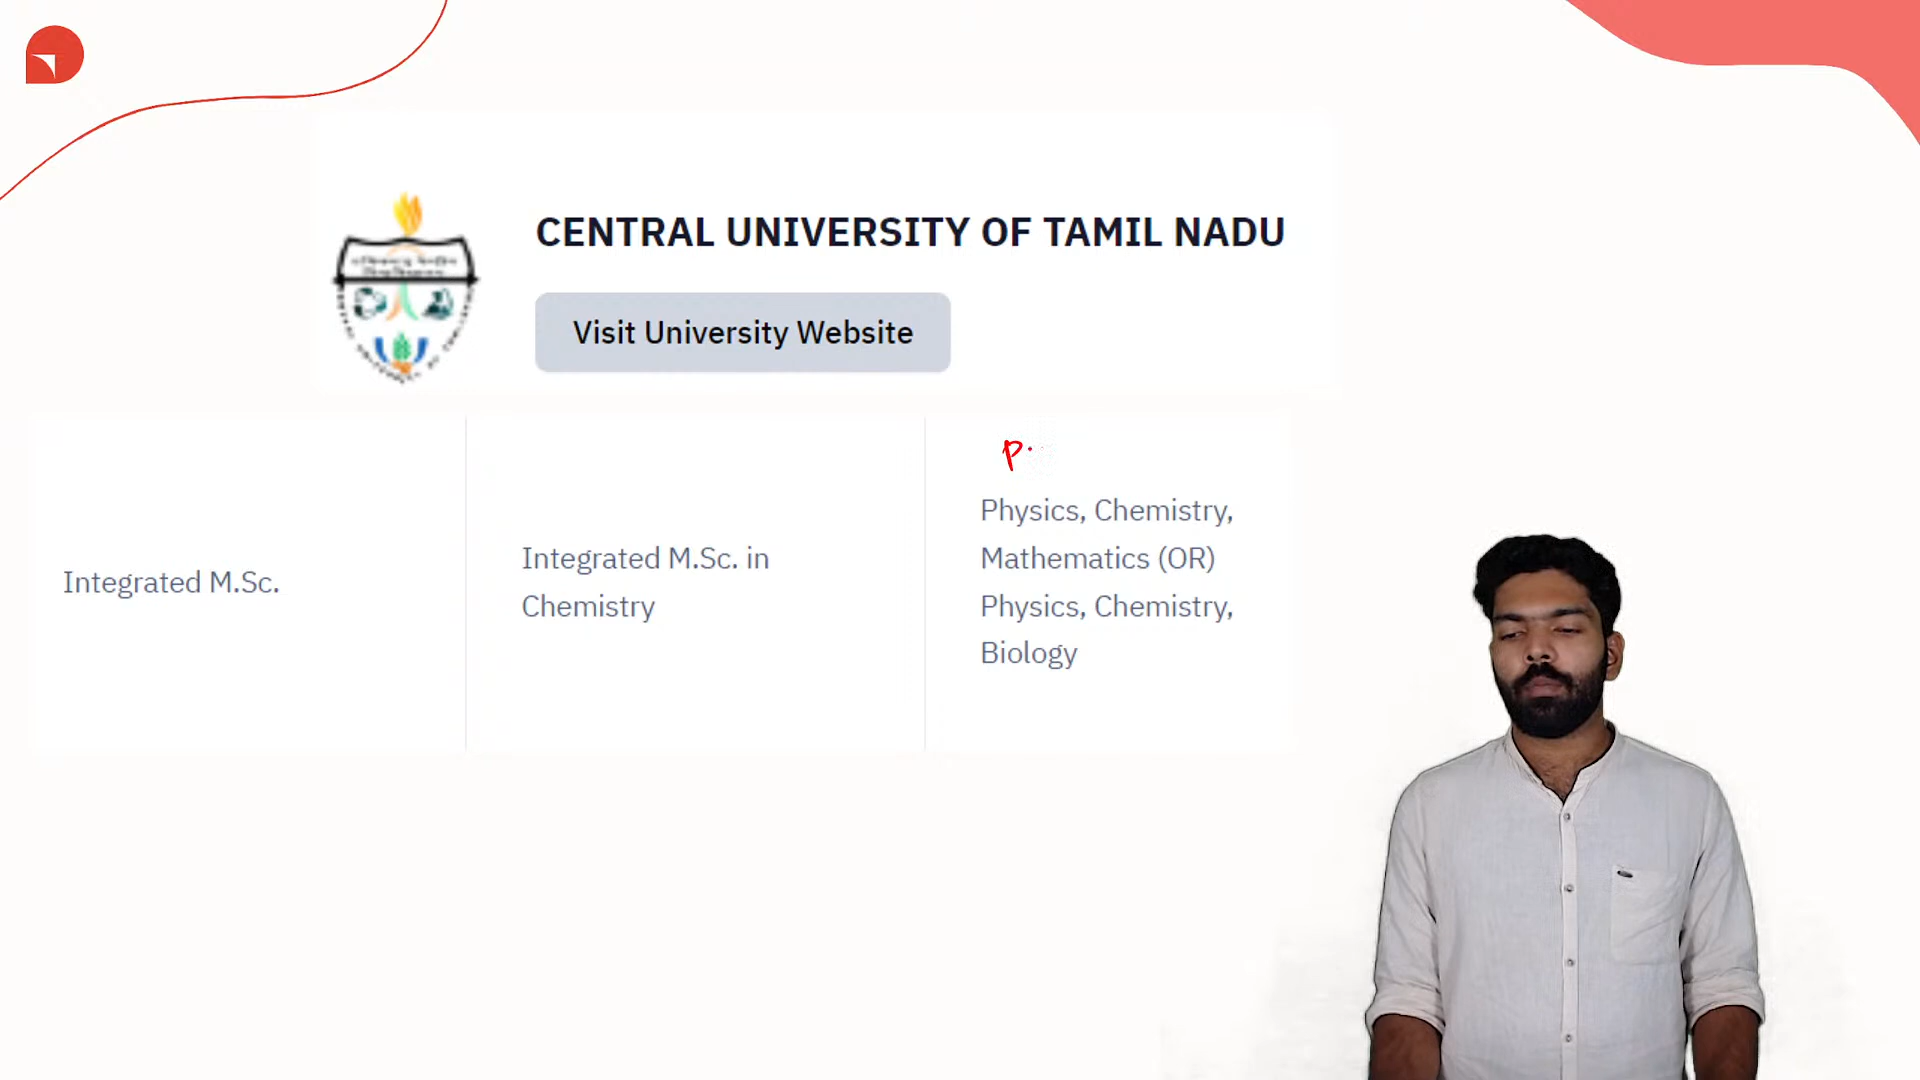 CENTRAL UNIVERSITY OF TAMIL NADU
Visit University Website
P.
Integrated M.Sc.
Integrated M.Sc. in
Chemistry
Physics, Chemistry,
Mathematics (OR)
Physics, Chemistry,
Biology